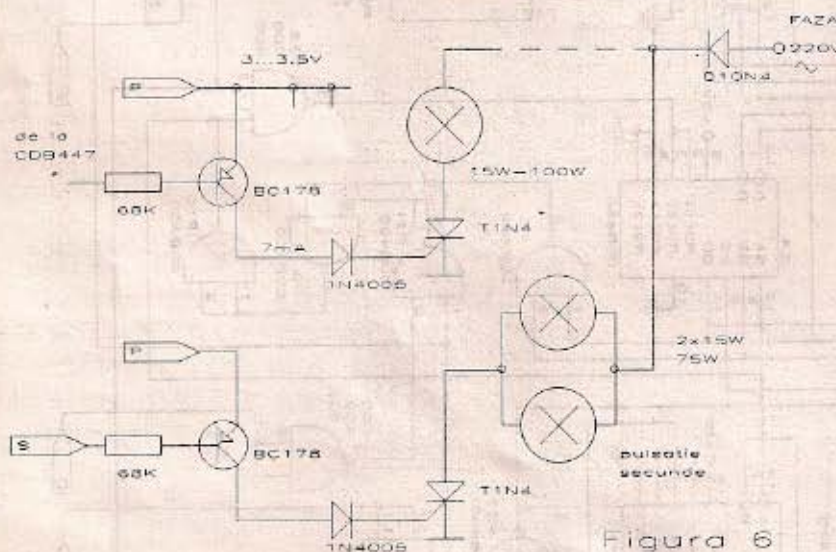 FAZA
220V
~
3...3.5V
P
D10N4
de la
CDB447
15W-100W
BC178
68K
T1N4
7mA
1N4005
P
2x15W
75W
S
BC178
pulsatie
secunde
68K
T1N4
1N4005
Figura 6